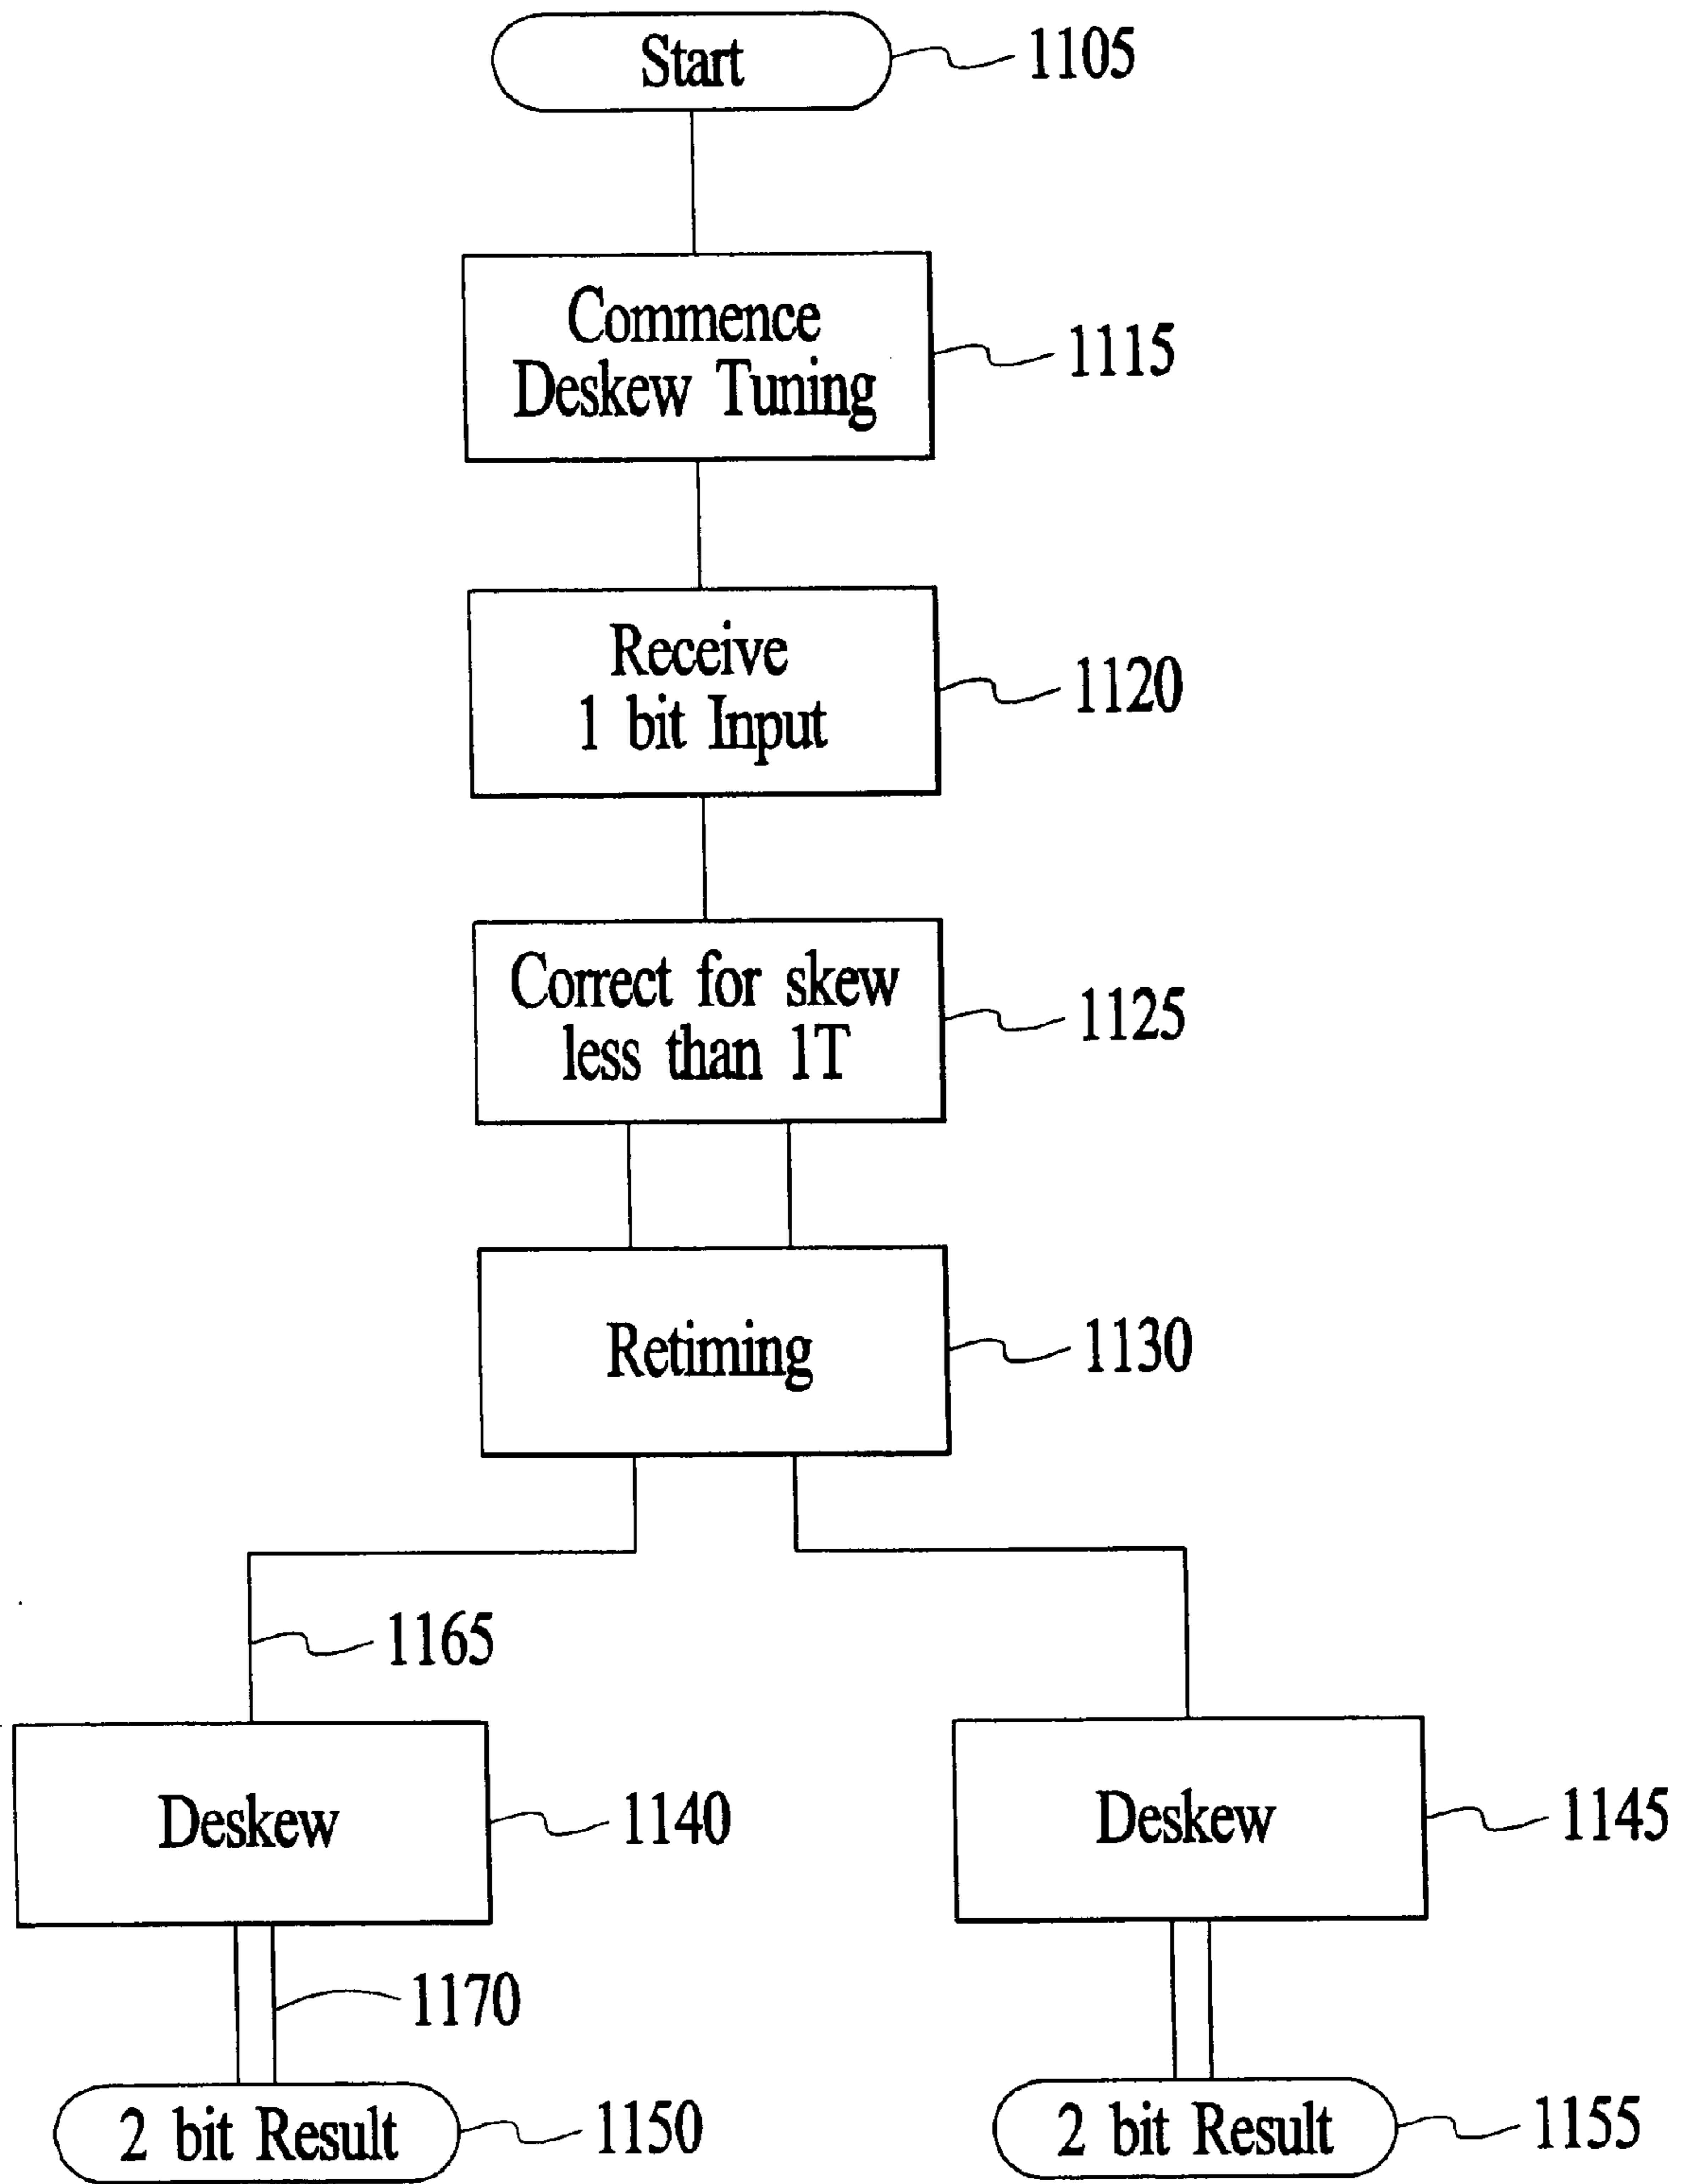 Start
1105
Commence
Deskew Tuning
1115
Receive
1 bit Input
1120
Correct for skew
less than 1T
1125
Retiming
1130
1165
Deskew
1140
Deskew
1145
1170
2 bit Result
1150
2 bit Result
1155